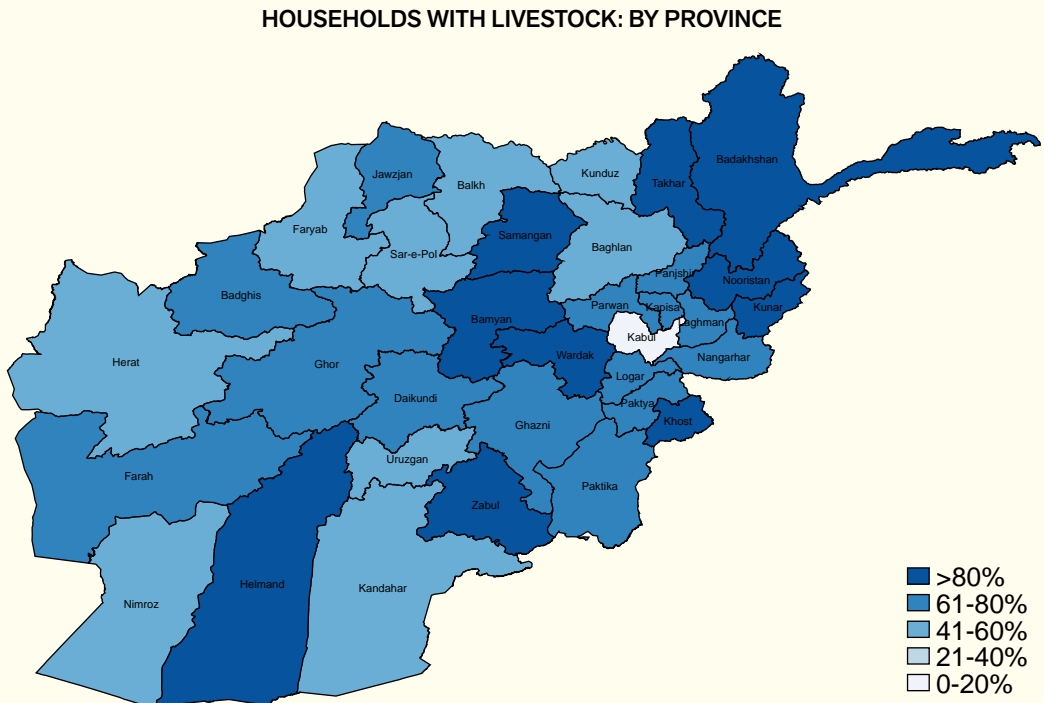 HOUSEHOLDS WITH LIVESTOCK: BY PROVINCE
Badakhshan
Jawzjan
Kunduz
Takhar
Balkh
Faryab
Samangan
Baghlan
Sar-e-Pol
Panjshir
Nooristan
Badghis
Parwan
Kapisa
Kunar
Bamyan
Laghman
Kabul
Wardak
Nangarhar
Herat
Ghor
Logar
Daikundi
Paktya
Khost
Ghazni
Uruzgan
Farah
Paktika
Zabul
Helmand
Kandahar
Nimroz
>80%
61-80%
41-60%
21-40%
0-20%